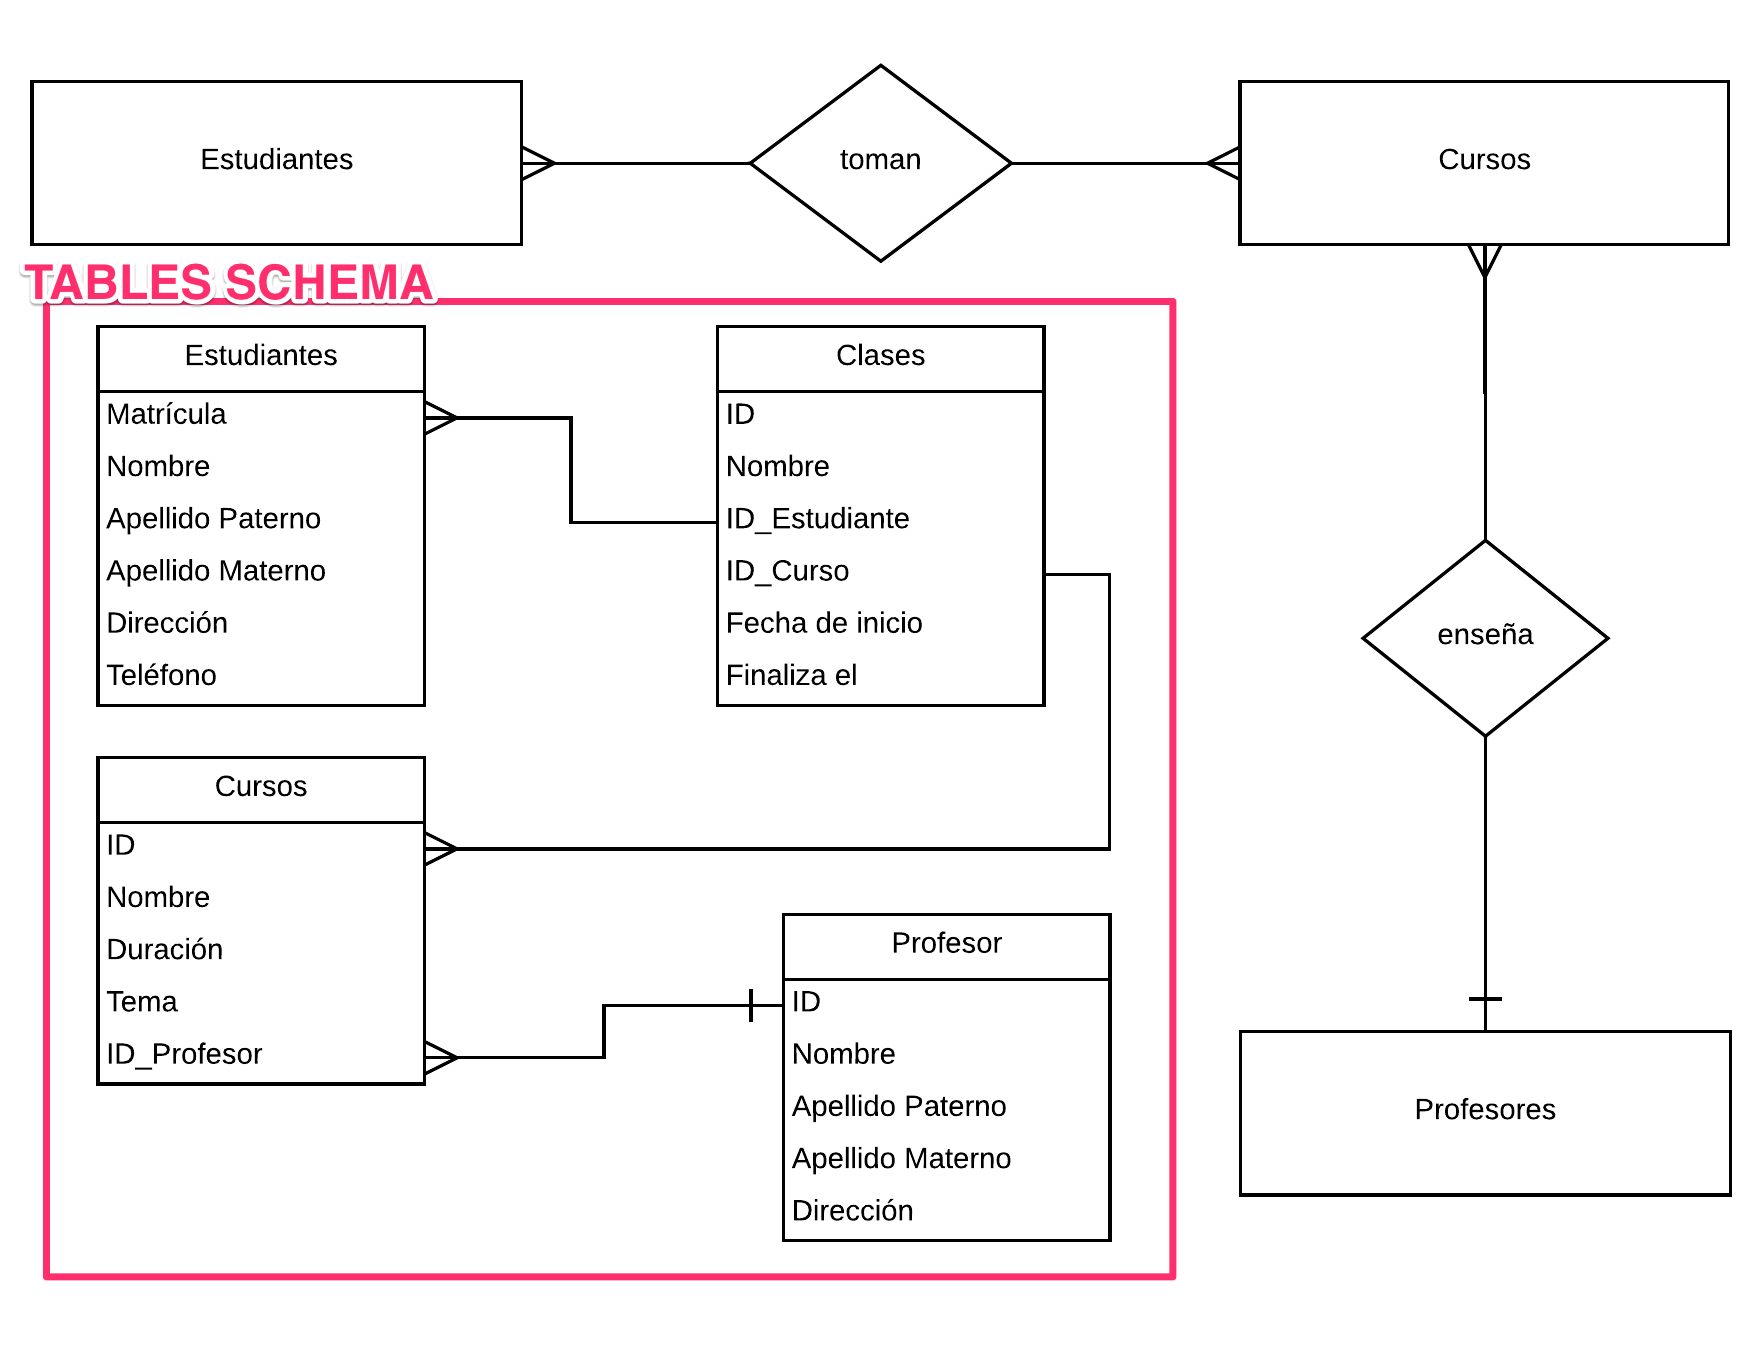 Estudiantes
toman
Cursos
TABLES SCHEMA
Estudiantes
Matrícula
Nombre
Apellido Paterno
Apellido Materno
Dirección
Teléfono
Clases
ID
Nombre
ID_Estudiante
ID_Curso
Fecha de inicio
Finaliza el
enseña
Cursos
ID
Nombre
Duración
Tema
ID_Profesor
Profesor
ID
Nombre
Apellido Paterno
Apellido Materno
Dirección
Profesores